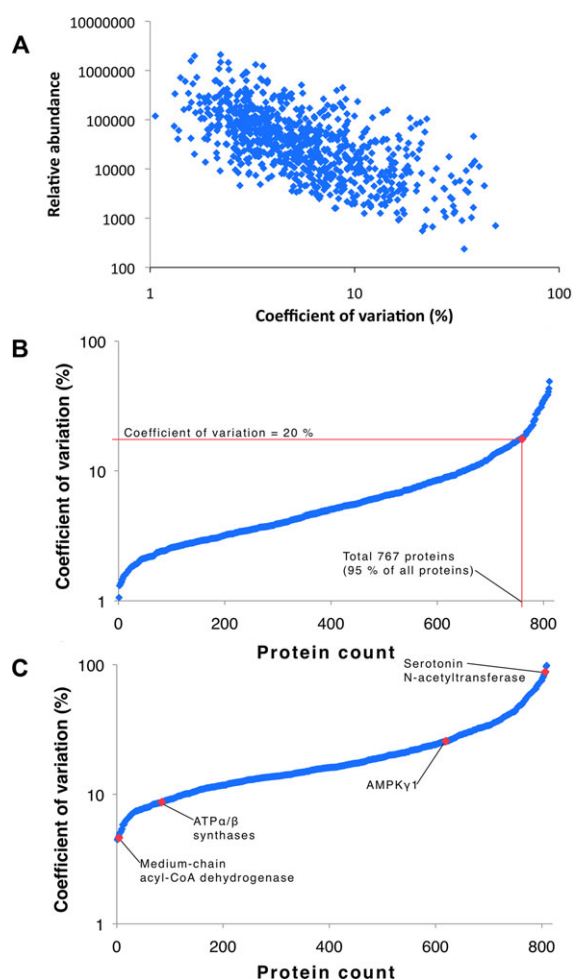 A
Relative abundance
10000000
1000000
100000
10000
1000
100
1
10
100
Coefficient of variation (%)
B
Coefficient of variation (%)
100
10
1
Coefficient of variation = 20 %
Total 767 proteins
(95 % of all proteins)
0
200
400
600
800
Protein count
C
Coefficient of variation (%)
100
10
1
Serotonin
N-acetyltransferase
AMPKγ1
ATPα/β
synthases
Medium-chain
acyl-CoA dehydrogenase
0
200
400
600
800
Protein count